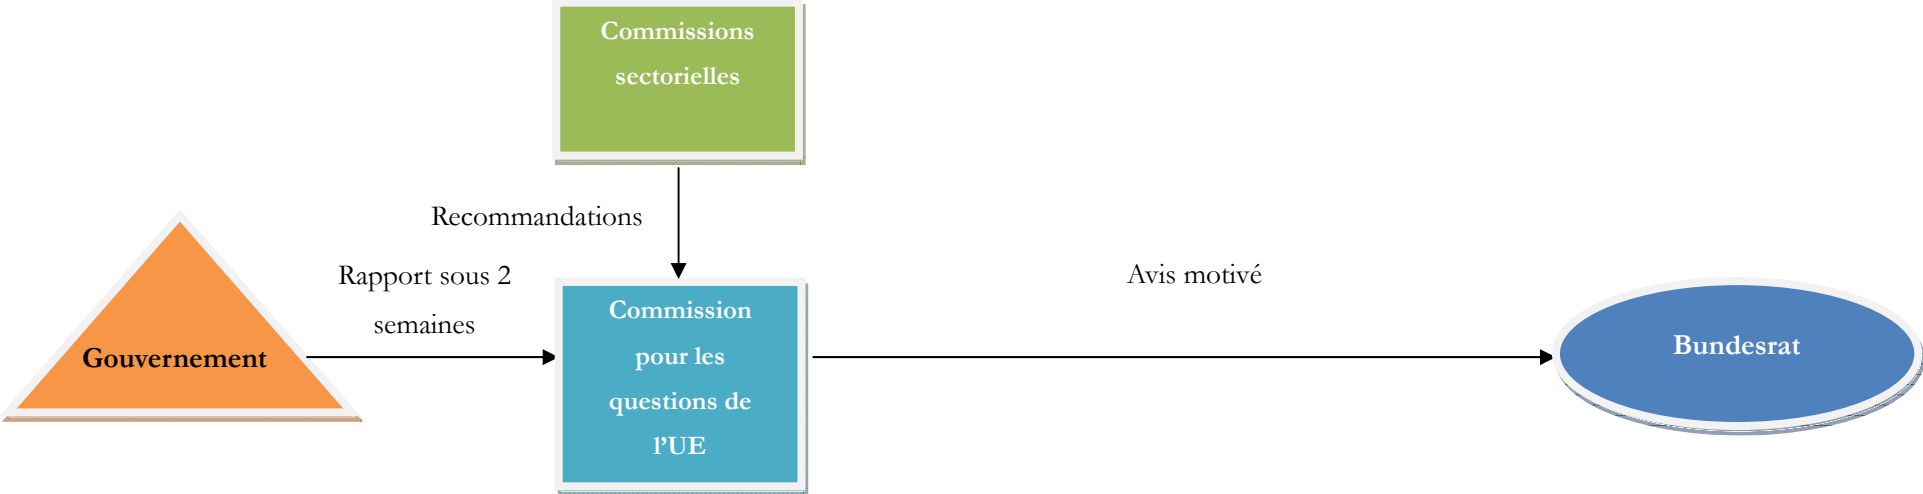 Commissions
sectorielles
Recommandations
Rapport sous 2
semaines
Avis motivé
Gouvernement
Commission
pour les
questions de
l’UE
Bundesrat